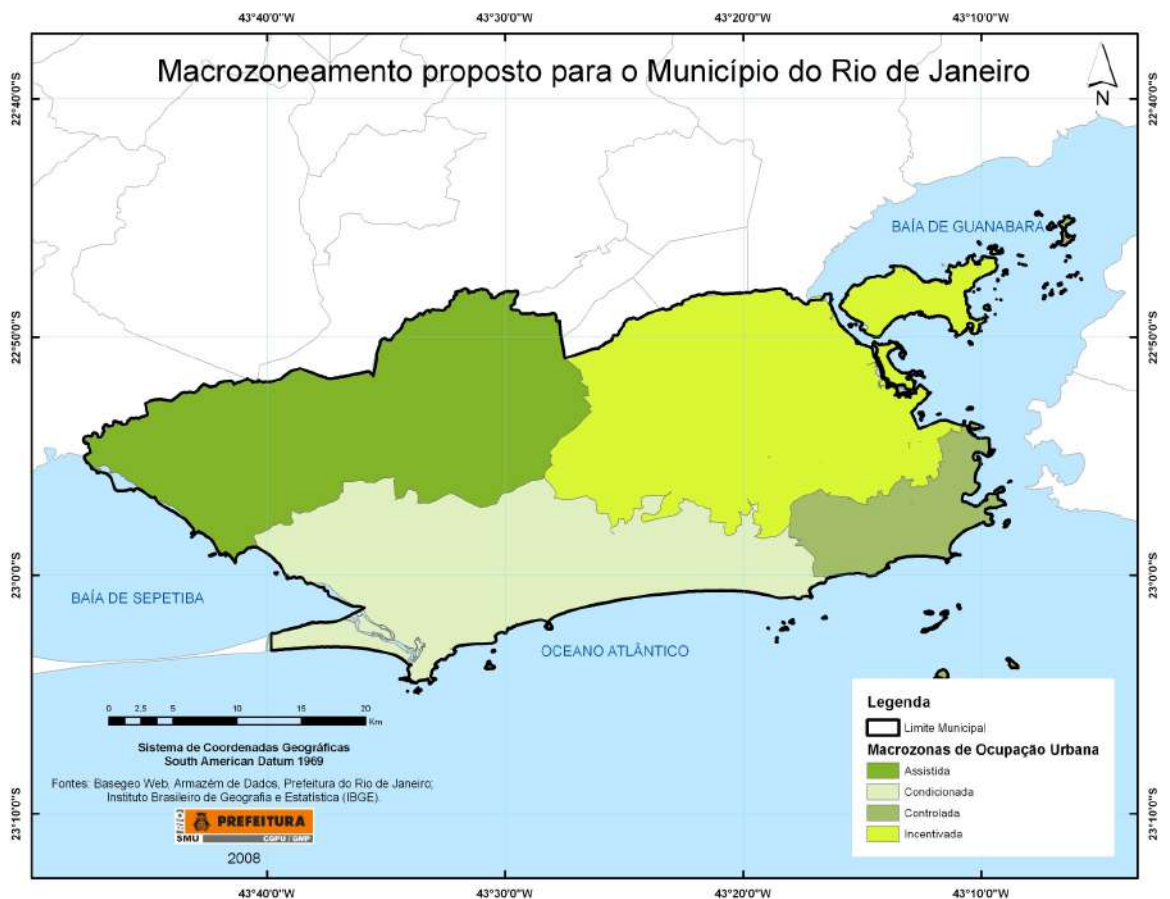 43°40'0"W 43°30'0"W 43°20'0"W 43°10'0"W
Macrozoneamento proposto para o Município do Rio de Janeiro
N
22°40'0"S 22°40'0"S
BAÍA DE GUANABARA
22°50'0"S 22°50'0"S
23°0'0"S 23°0'0"S
BAÍA DE SEPETIBA
OCEANO ATLÂNTICO
0 2,5 5 10 15 20
Km
Sistema de Coordenadas Geográficas
South American Datum 1969
Fontes: Basegeo Web, Armazém de Dados, Prefeitura do Rio de Janeiro;
Instituto Brasileiro de Geografia e Estatística (IBGE).
RIO
PREFEITURA
SMU CGPU / GMP
2008
Legenda
Limite Municipal
Macrozonas de Ocupação Urbana
Assistida
Condicionada
Controlada
Incentivada
23°10'0"S 23°10'0"S
43°40'0"W 43°30'0"W 43°20'0"W 43°10'0"W